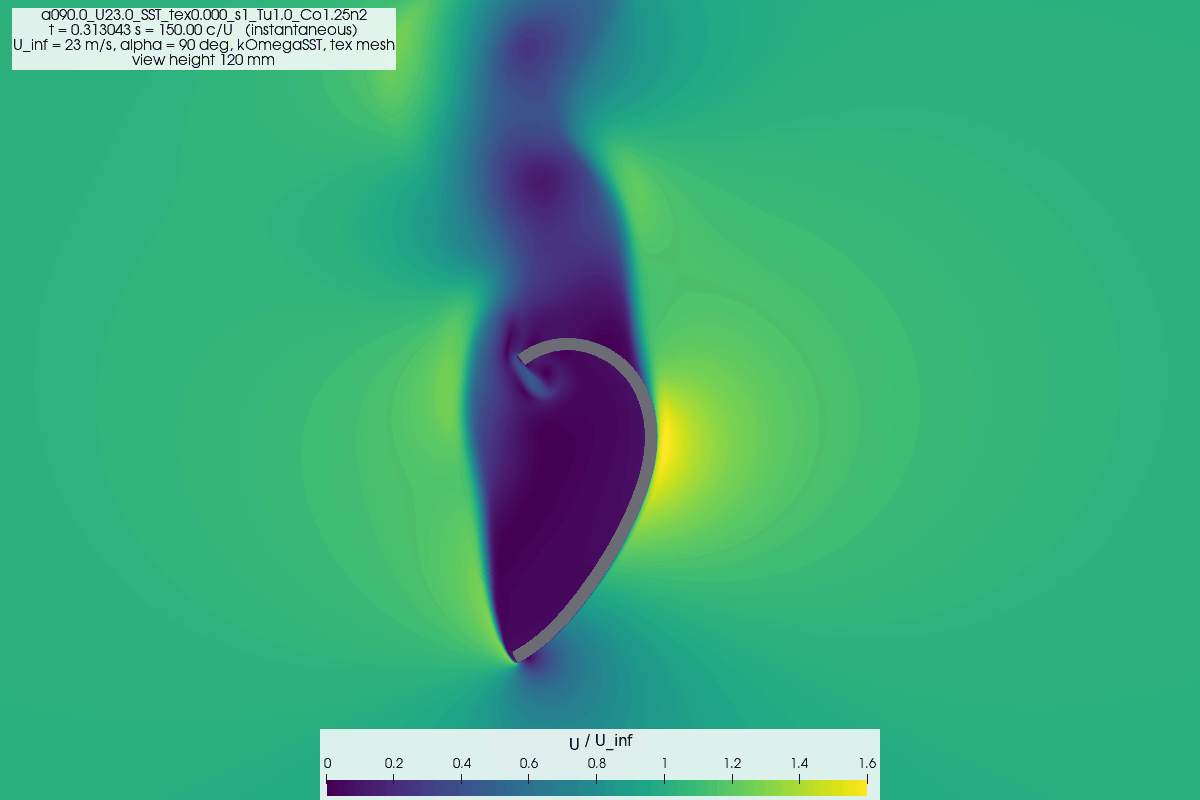 a090.0_U23.0_SST_tex0.000_s1_Tu1.0_Co1.25n2
t = 0.313043 s = 150.00 c/U (instantaneous)
U_inf = 23 m/s, alpha = 90 deg, kOmegaSST, tex mesh
view height 120 mm
U / U_inf
0 0.2 0.4 0.6 0.8 1 1.2 1.4 1.6